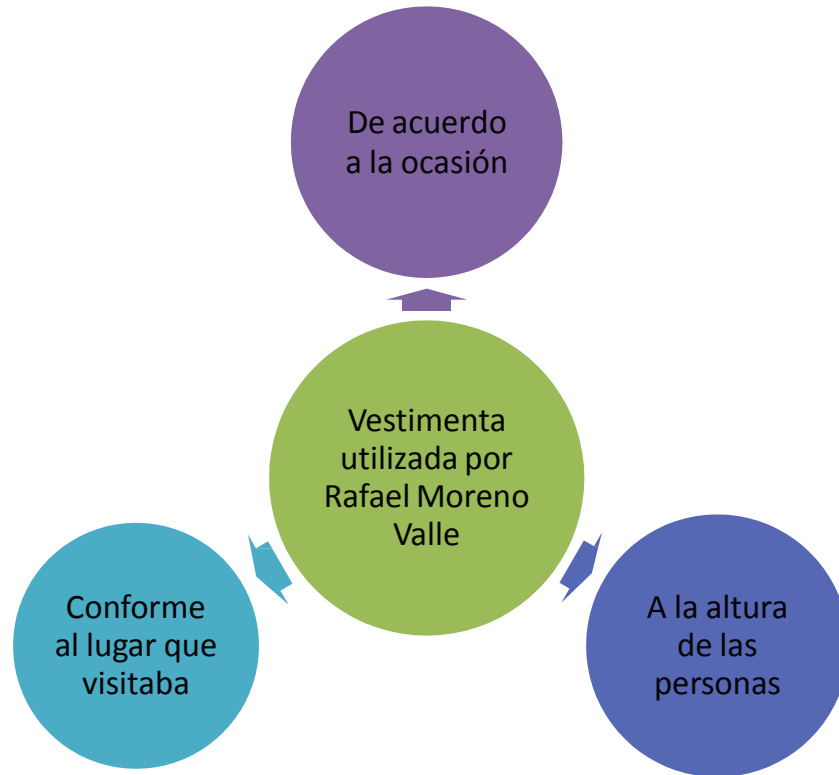 De acuerdo
a la ocasión
Vestimenta
utilizada por
Rafael Moreno
Valle
Conforme
al lugar que
visitaba
A la altura
de las
personas